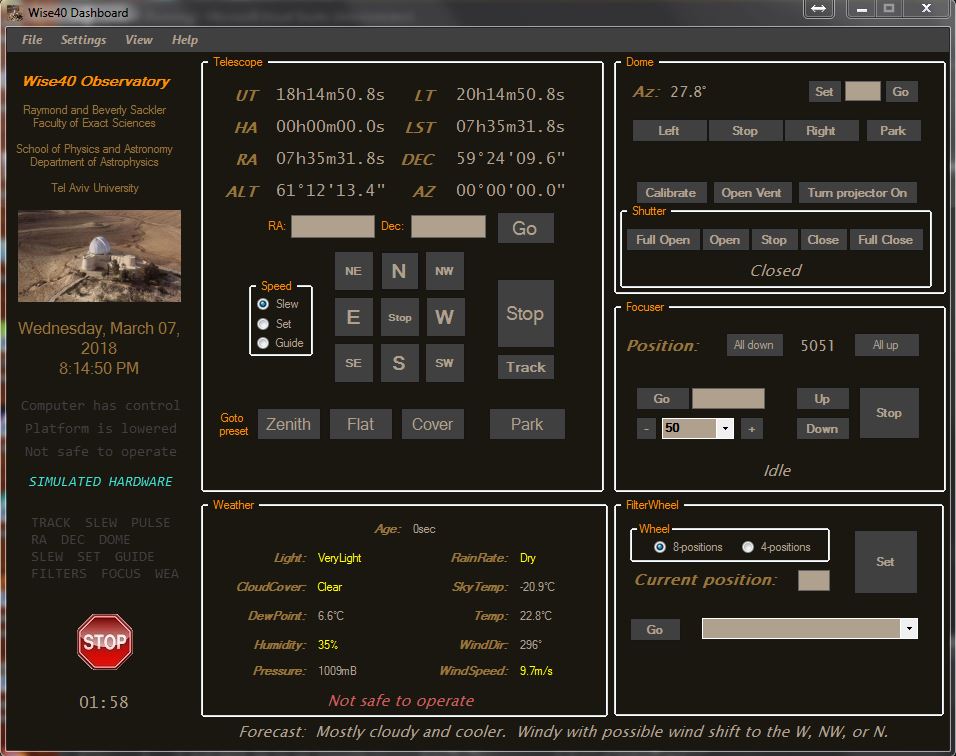 Wise40 Dashboard
File Settings View Help
Wise40 Observatory
Raymond and Beverly Sackler
Faculty of Exact Sciences
School of Physics and Astronomy
Department of Astrophysics
Tel Aviv University
Wednesday, March 07,
2018
8:14:50 PM
Computer has control
Platform is lowered
Not safe to operate
SIMULATED HARDWARE
TRACK SLEW PULSE
RA DEC DOME
SLEW SET GUIDE
FILTERS FOCUS WEA
STOP
01:58
Telescope
UT 18h14m50.8s LT 20h14m50.8s
HA 00h00m00.0s LST 07h35m31.8s
RA 07h35m31.8s DEC 59°24'09.6"
ALT 61°12'13.4" AZ 00°00'00.0"
RA: Dec: Go
NE N NW
Speed
Slew
Set
Guide
E Stop W
Stop
SE S SW
Track
Goto
preset
Zenith Flat Cover Park
Dome
Az: 27.8° Set Go
Left Stop Right Park
Calibrate Open Vent Turn projector On
Shutter
Full Open Open Stop Close Full Close
Closed
Focuser
Position: All down 5051 All up
Go Up Stop
- 50 + Down
Idle
Weather
Age: 0sec
Light: VeryLight RainRate: Dry
CloudCover: Clear SkyTemp: -20.9°C
DewPoint: 6.6°C Temp: 22.8°C
Humidity: 35% WindDir: 296°
Pressure: 1009mB WindSpeed: 9.7m/s
Not safe to operate
FilterWheel
Wheel
8-positions 4-positions
Set
Current position:
Go
Forecast: Mostly cloudy and cooler. Windy with possible wind shift to the W, NW, or N.